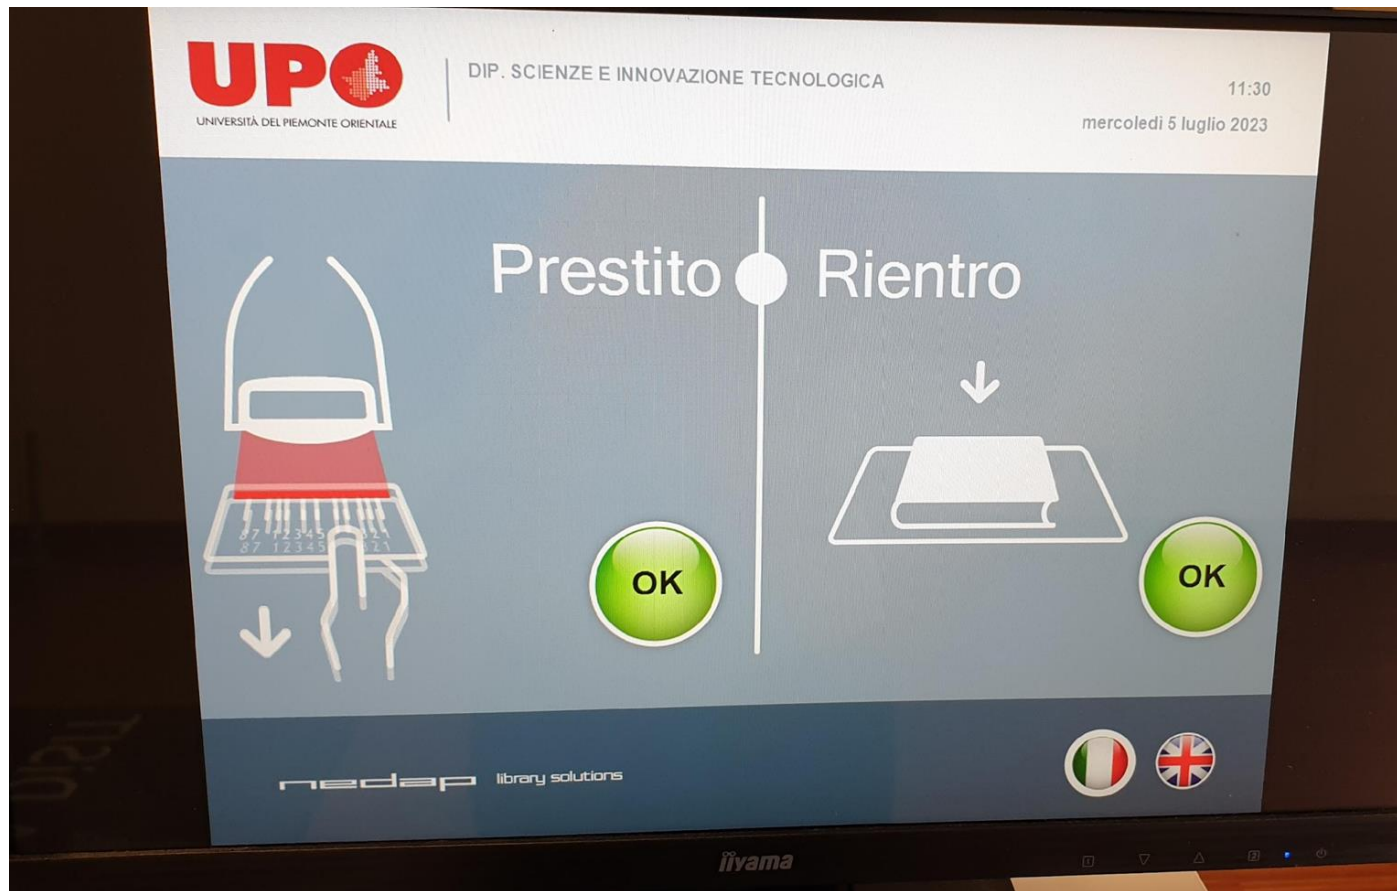 UPO
UNIVERSITÀ DEL PIEMONTE ORIENTALE
DIP. SCIENZE E INNOVAZIONE TECNOLOGICA
11:30
mercoledì 5 luglio 2023
Prestito
Rientro
OK
OK
nedap library solutions
iiyama